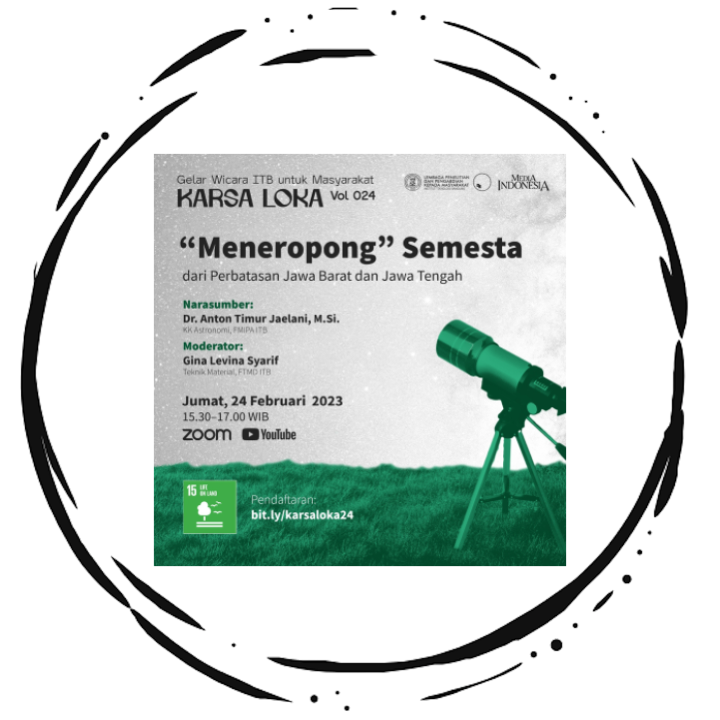 Gelar Wicara ITB untuk Masyarakat
KARSA LOKA Vol 024
LEMBAGA PENELITIAN
DAN PENGABDIAN
KEPADA MASYARAKAT
INSTITUT TEKNOLOGI BANDUNG
MEDIA
INDONESIA
“Meneropong” Semesta
dari Perbatasan Jawa Barat dan Jawa Tengah
Narasumber:
Dr. Anton Timur Jaelani, M.Si.
KK Astronomi, FMIPA ITB
Moderator:
Gina Levina Syarif
Teknik Material, FTMD ITB
Jumat, 24 Februari 2023
15.30–17.00 WIB
zoom YouTube
15 LIFE
ON LAND
Pendaftaran:
bit.ly/karsaloka24